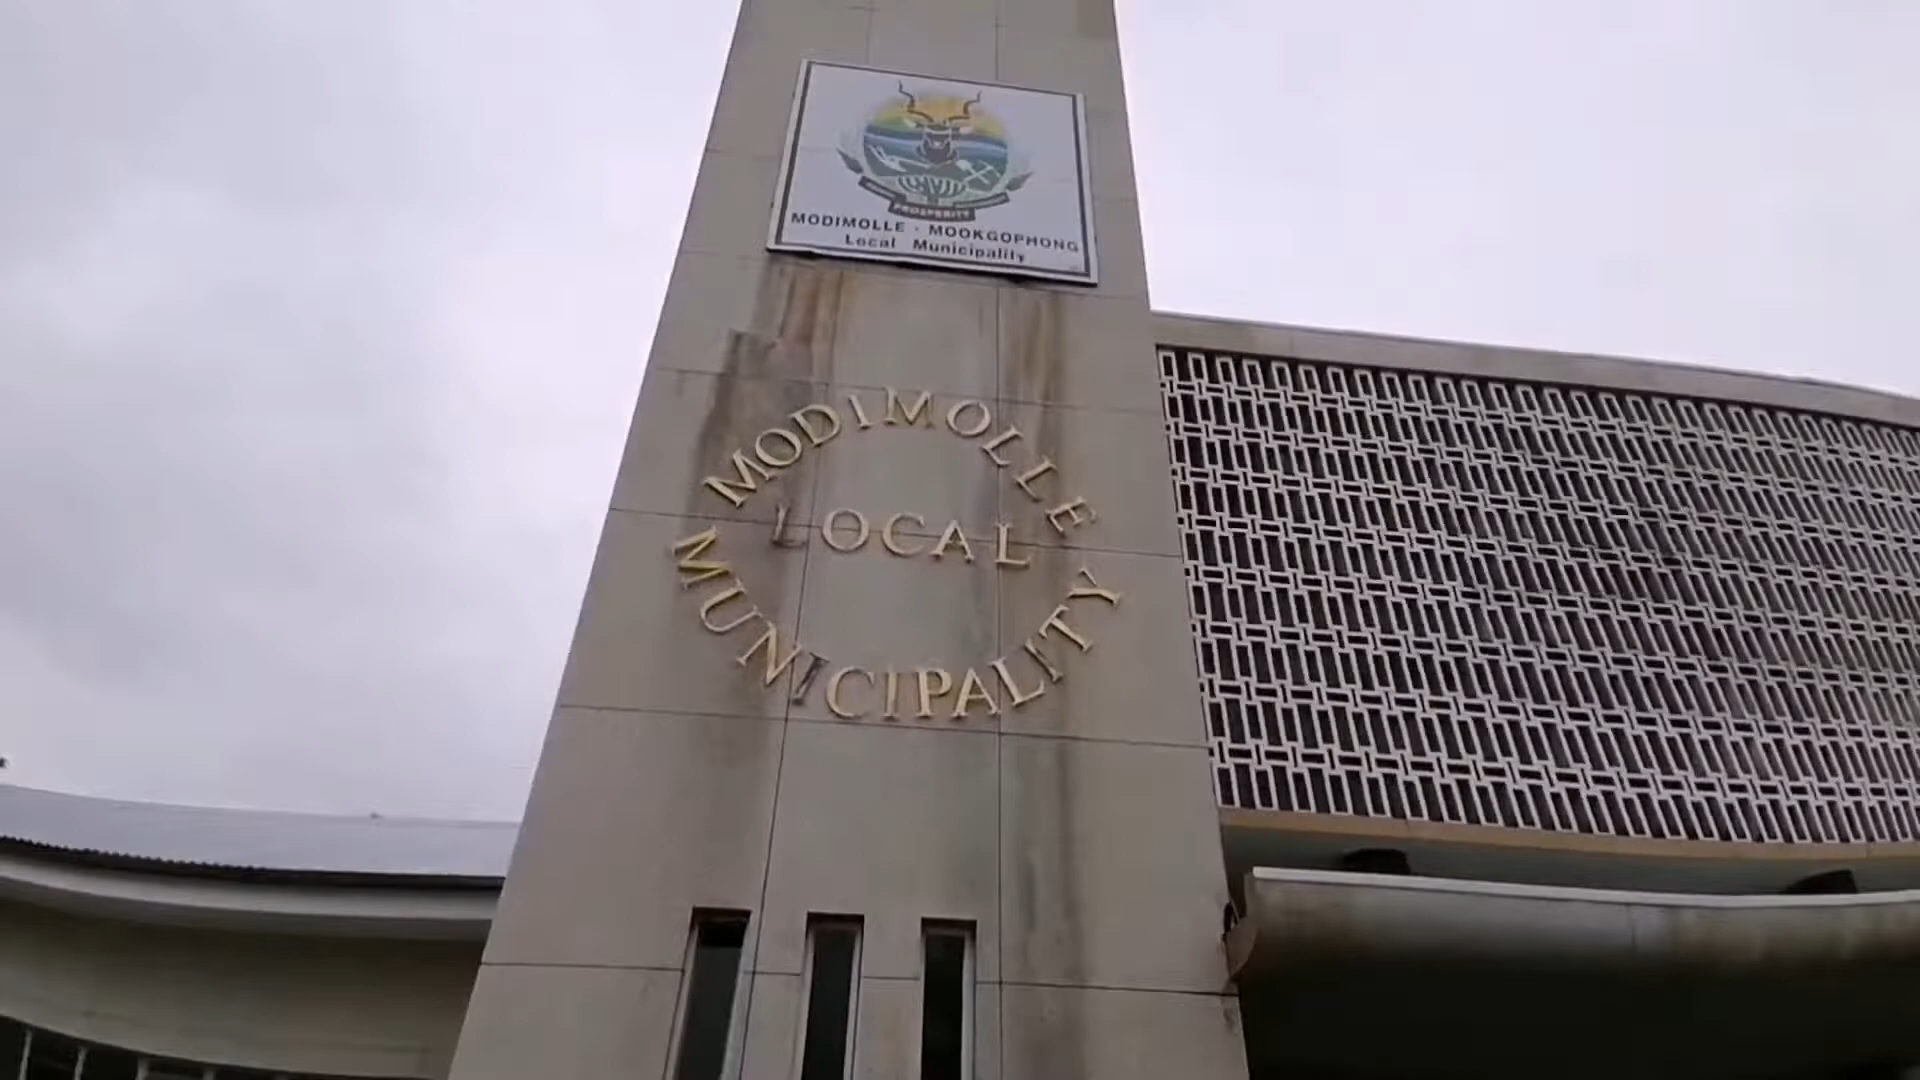 PROSPERITY
MODIMOLLE - MOOKGOPHONG
Local Municipality
MODIMOLLE
LOCAL
MUNICIPALITY